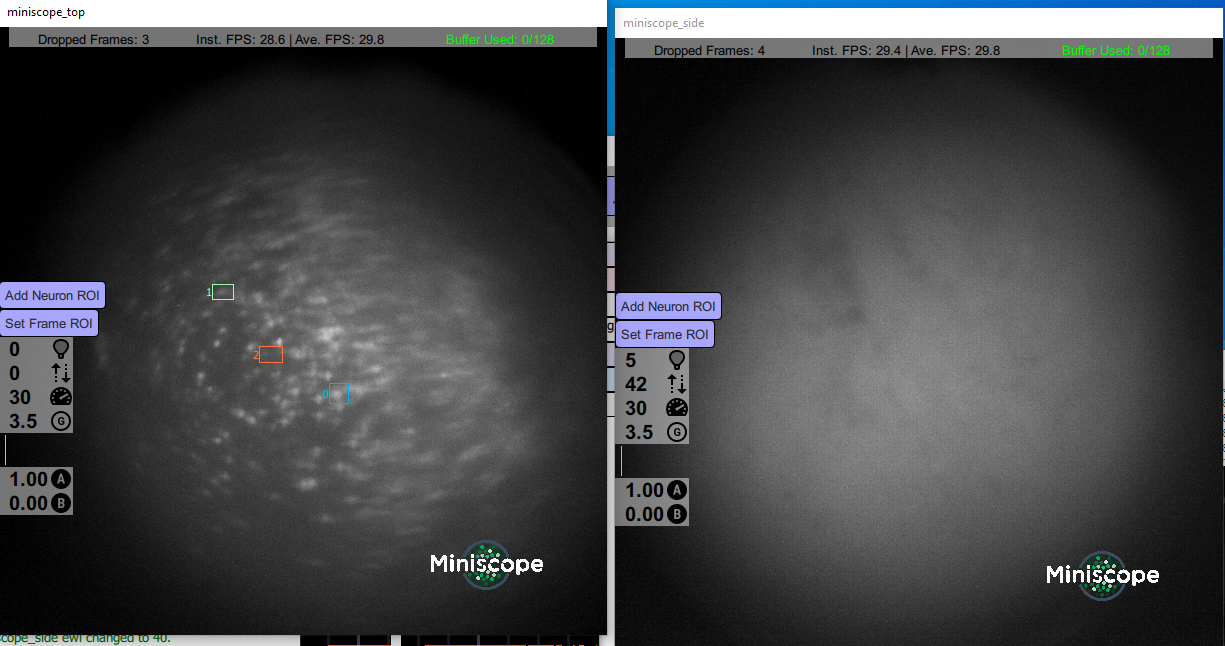 miniscope_top
Dropped Frames: 3 Inst. FPS: 28.6 | Ave. FPS: 29.8 Buffer Used: 0/128
1
Add Neuron ROI
Set Frame ROI
0
0
30
3.5 G
2
0
1.00 A
0.00 B
Miniscope
scope_side ewl changed to 40.
miniscope_side
Dropped Frames: 4 Inst. FPS: 29.4 | Ave. FPS: 29.8 Buffer Used: 0/128
Add Neuron ROI
g
Set Frame ROI
5
42
30
3.5 G
1.00 A
0.00 B
Miniscope